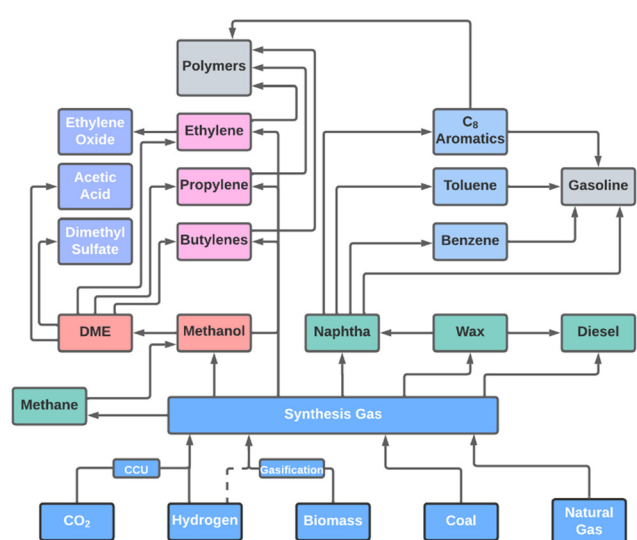 Polymers
Ethylene
Oxide
Ethylene
C₈
Aromatics
Acetic
Acid
Propylene
Toluene
Gasoline
Dimethyl
Sulfate
Butylenes
Benzene
DME
Methanol
Naphtha
Wax
Diesel
Methane
Synthesis Gas
CCU
Gasification
CO₂
Hydrogen
Biomass
Coal
Natural
Gas